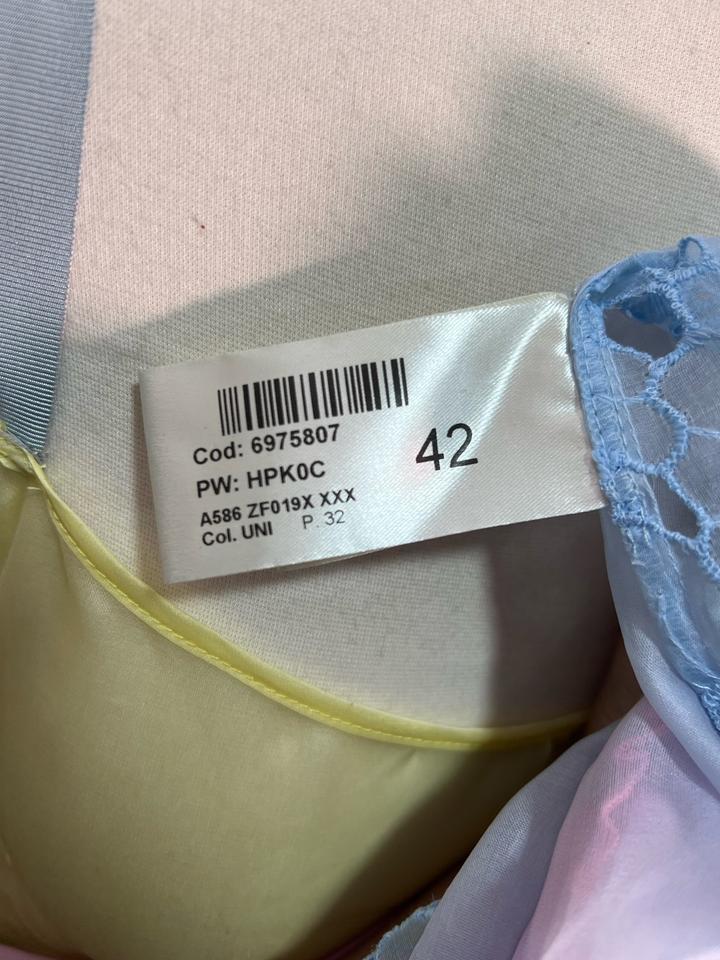 Cod: 6975807
PW: HPK0C
42
A586 ZF019X XXX
Col. UNI P. 32